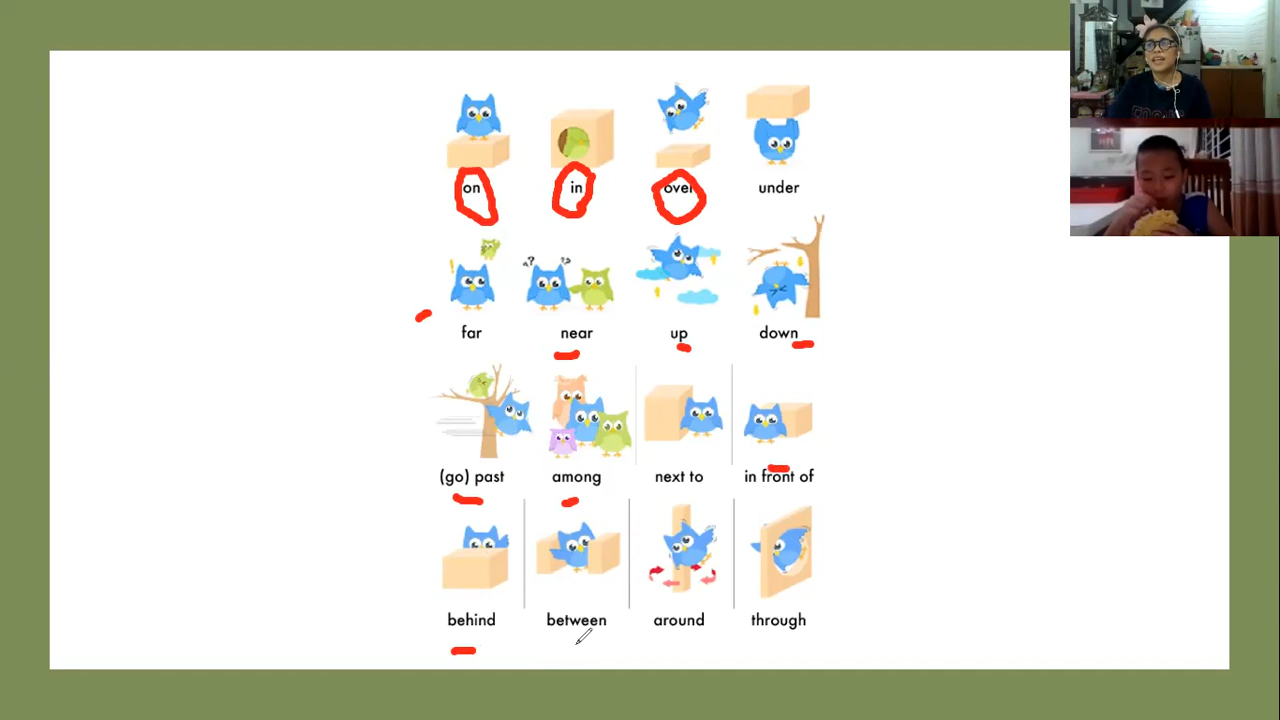 on in over under
far near up down
(go) past among next to in front of
behind between around through